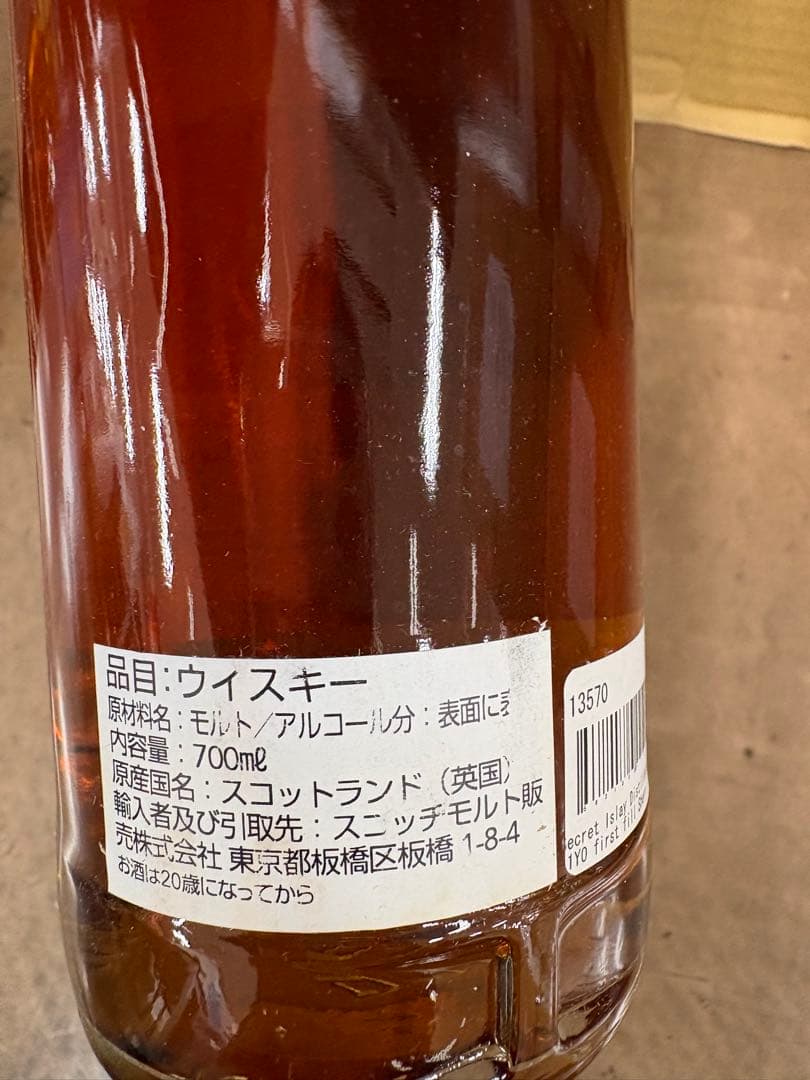 品目:ウイスキー
原材料名:モルト/アルコール分:表面に
内容量:700mℓ
原産国名:スコットランド(英国)
輸入者及び引取先:スニッチモルト販
売株式会社 東京都板橋区板橋 1-8-4
お酒は20歳になってから
13570
ecret Islay Dis
1YO first fill S